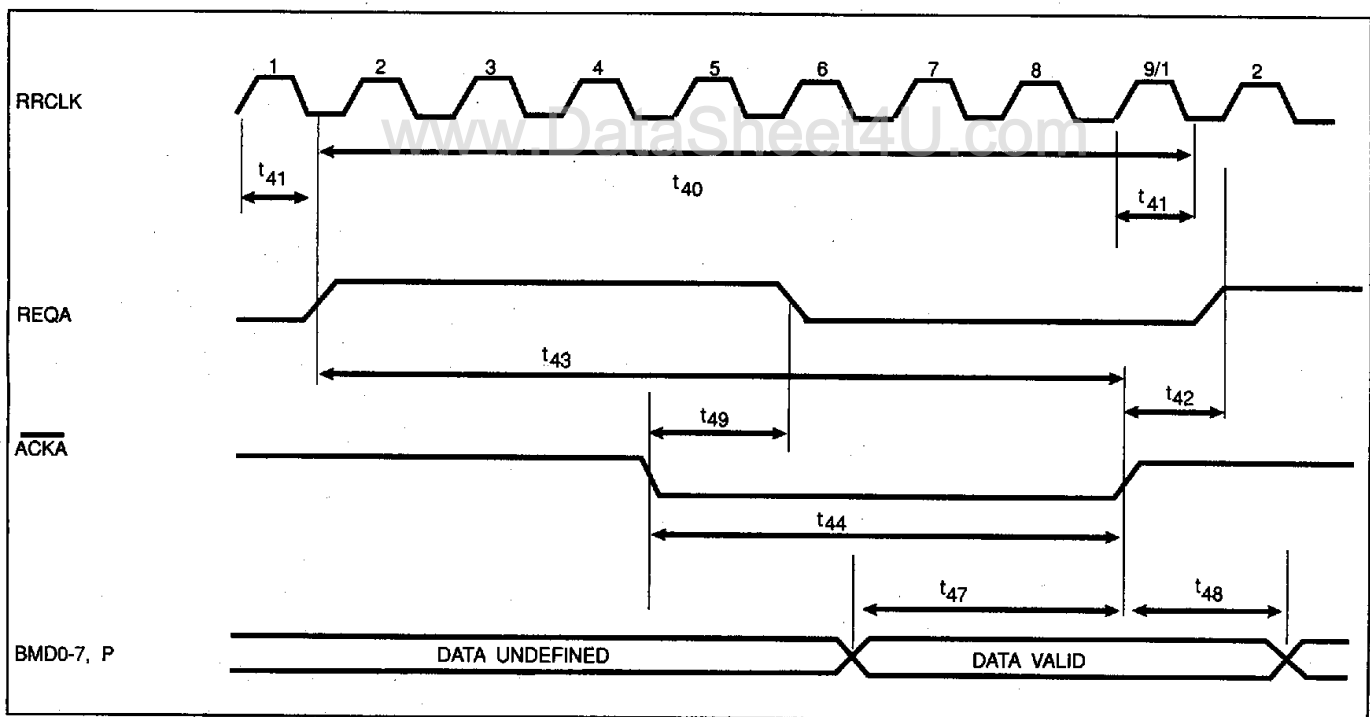 1 2 3 4 5 6 7 8 9/1 2
RRCLK
www.DataSheet4U.com
t41 t40 t41
REQA
t43
t42
t49
ACKA
t44
t47 t48
BMD0-7, P DATA UNDEFINED DATA VALID